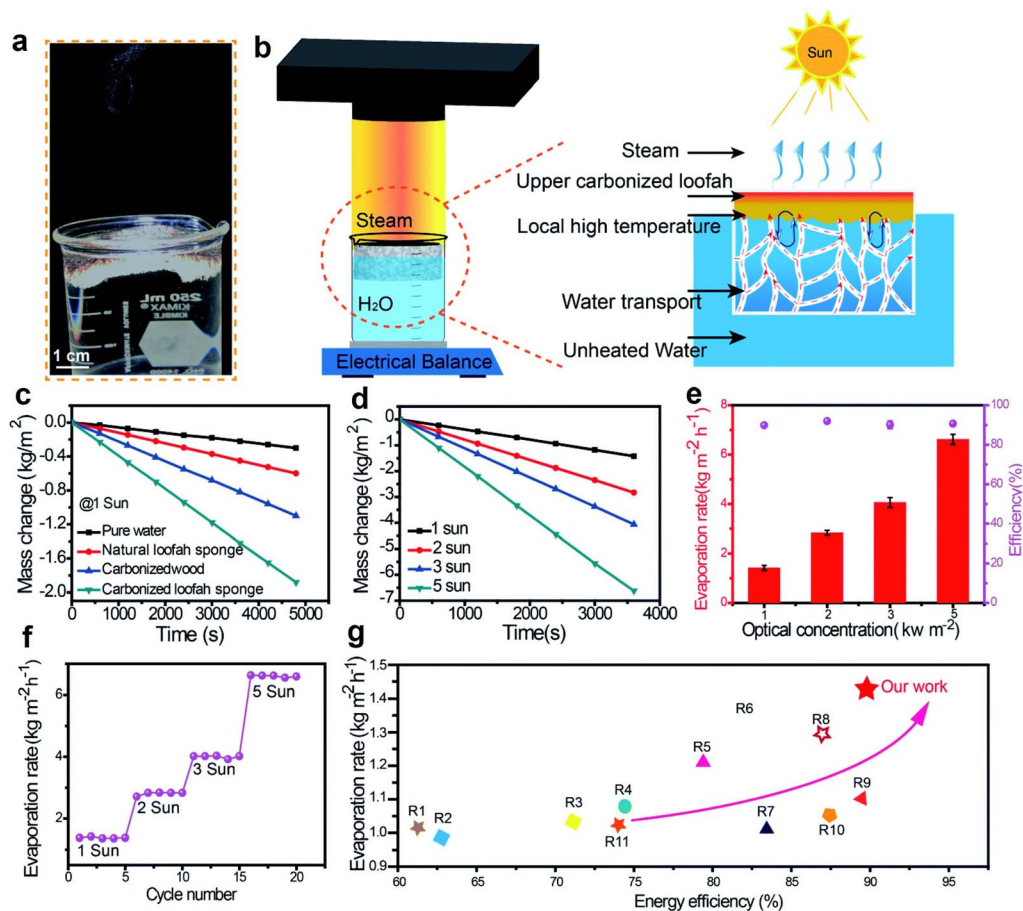 a
1 cm
250 mL
KIMAX
KIMBLE
b
Steam
H₂O
Electrical Balance
Sun
Steam
Upper carbonized loofah
Local high temperature
Water transport
Unheated Water
c
Mass change (kg/m²)
0.0
-0.4
-0.8
-1.2
-1.6
-2.0
@1 Sun
Pure water
Natural loofah sponge
Carbonizedwood
Carbonized loofah sponge
0 1000 2000 3000 4000 5000
Time (s)
d
Mass change (kg/m²)
0
-1
-2
-3
-4
-5
-6
-7
1 sun
2 sun
3 sun
5 sun
0 1000 2000 3000 4000
Time(s)
e
Evaporation rate(kg m⁻² h⁻¹)
8
6
4
2
0
100
80
60
40
20
0
Efficiency(%)
1 2 3 5
Optical concentration( kw m⁻²)
f
Evaporation rate (kg m⁻² h⁻¹)
6
4
2
5 Sun
3 Sun
2 Sun
1 Sun
0 5 10 15 20
Cycle number
g
Evaporation rate (kg m⁻² h⁻¹)
1.5
1.4
1.3
1.2
1.1
1.0
0.9
Our work
R6
R8
R5
R9
R4
R3
R1
R2
R11
R7
R10
60 65 70 75 80 85 90 95
Energy efficiency (%)